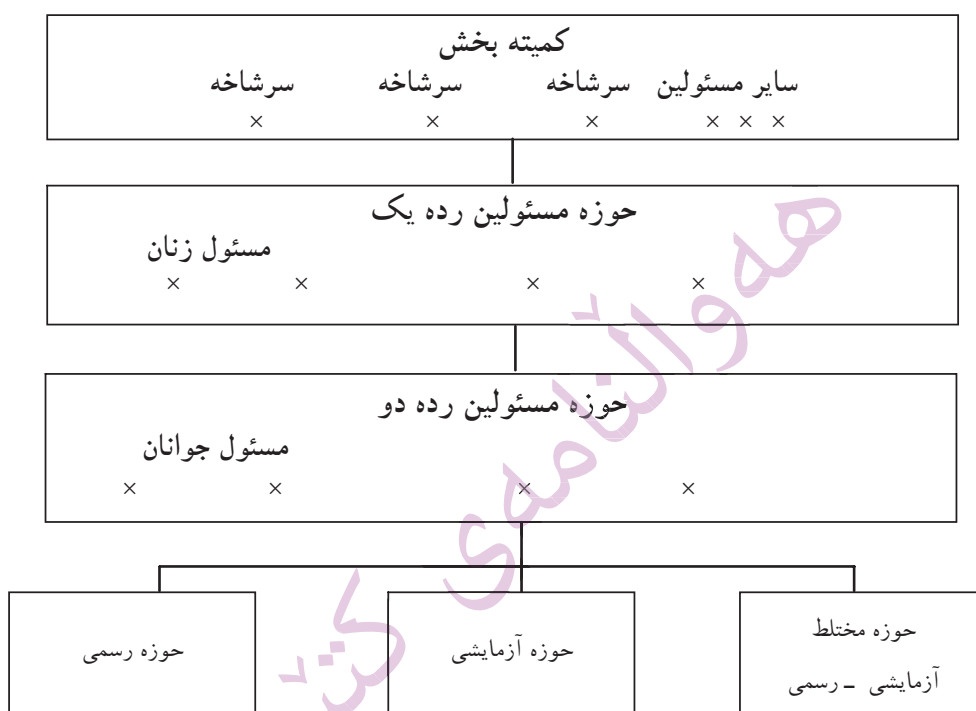 کمیته بخش
سایر مسئولین سرشاخه سرشاخه سرشاخه
× × × × × ×
حوزه مسئولین رده یک
مسئول زنان
× × × ×
حوزه مسئولین رده دو
مسئول جوانان
× × × ×
حوزه مختلط
آزمایشی ـ رسمی
حوزه آزمایشی
حوزه رسمی
هەواڵنامەی